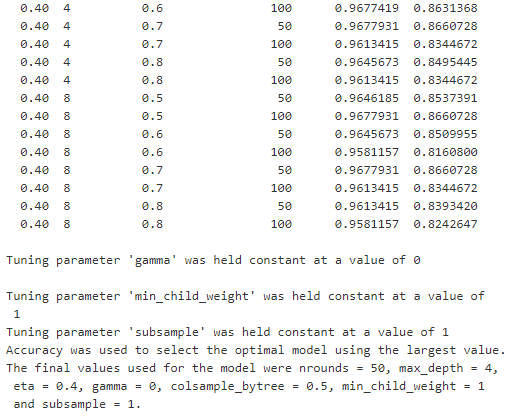 0.40 4 0.6 100 0.9677419 0.8631368
0.40 4 0.7 50 0.9677931 0.8660728
0.40 4 0.7 100 0.9613415 0.8344672
0.40 4 0.8 50 0.9645673 0.8495445
0.40 4 0.8 100 0.9613415 0.8344672
0.40 8 0.5 50 0.9646185 0.8537391
0.40 8 0.5 100 0.9677931 0.8660728
0.40 8 0.6 50 0.9645673 0.8509955
0.40 8 0.6 100 0.9581157 0.8160800
0.40 8 0.7 50 0.9677931 0.8660728
0.40 8 0.7 100 0.9613415 0.8344672
0.40 8 0.8 50 0.9613415 0.8393420
0.40 8 0.8 100 0.9581157 0.8242647
Tuning parameter 'gamma' was held constant at a value of 0
Tuning parameter 'min_child_weight' was held constant at a value of
1
Tuning parameter 'subsample' was held constant at a value of 1
Accuracy was used to select the optimal model using the largest value.
The final values used for the model were nrounds = 50, max_depth = 4,
eta = 0.4, gamma = 0, colsample_bytree = 0.5, min_child_weight = 1
and subsample = 1.